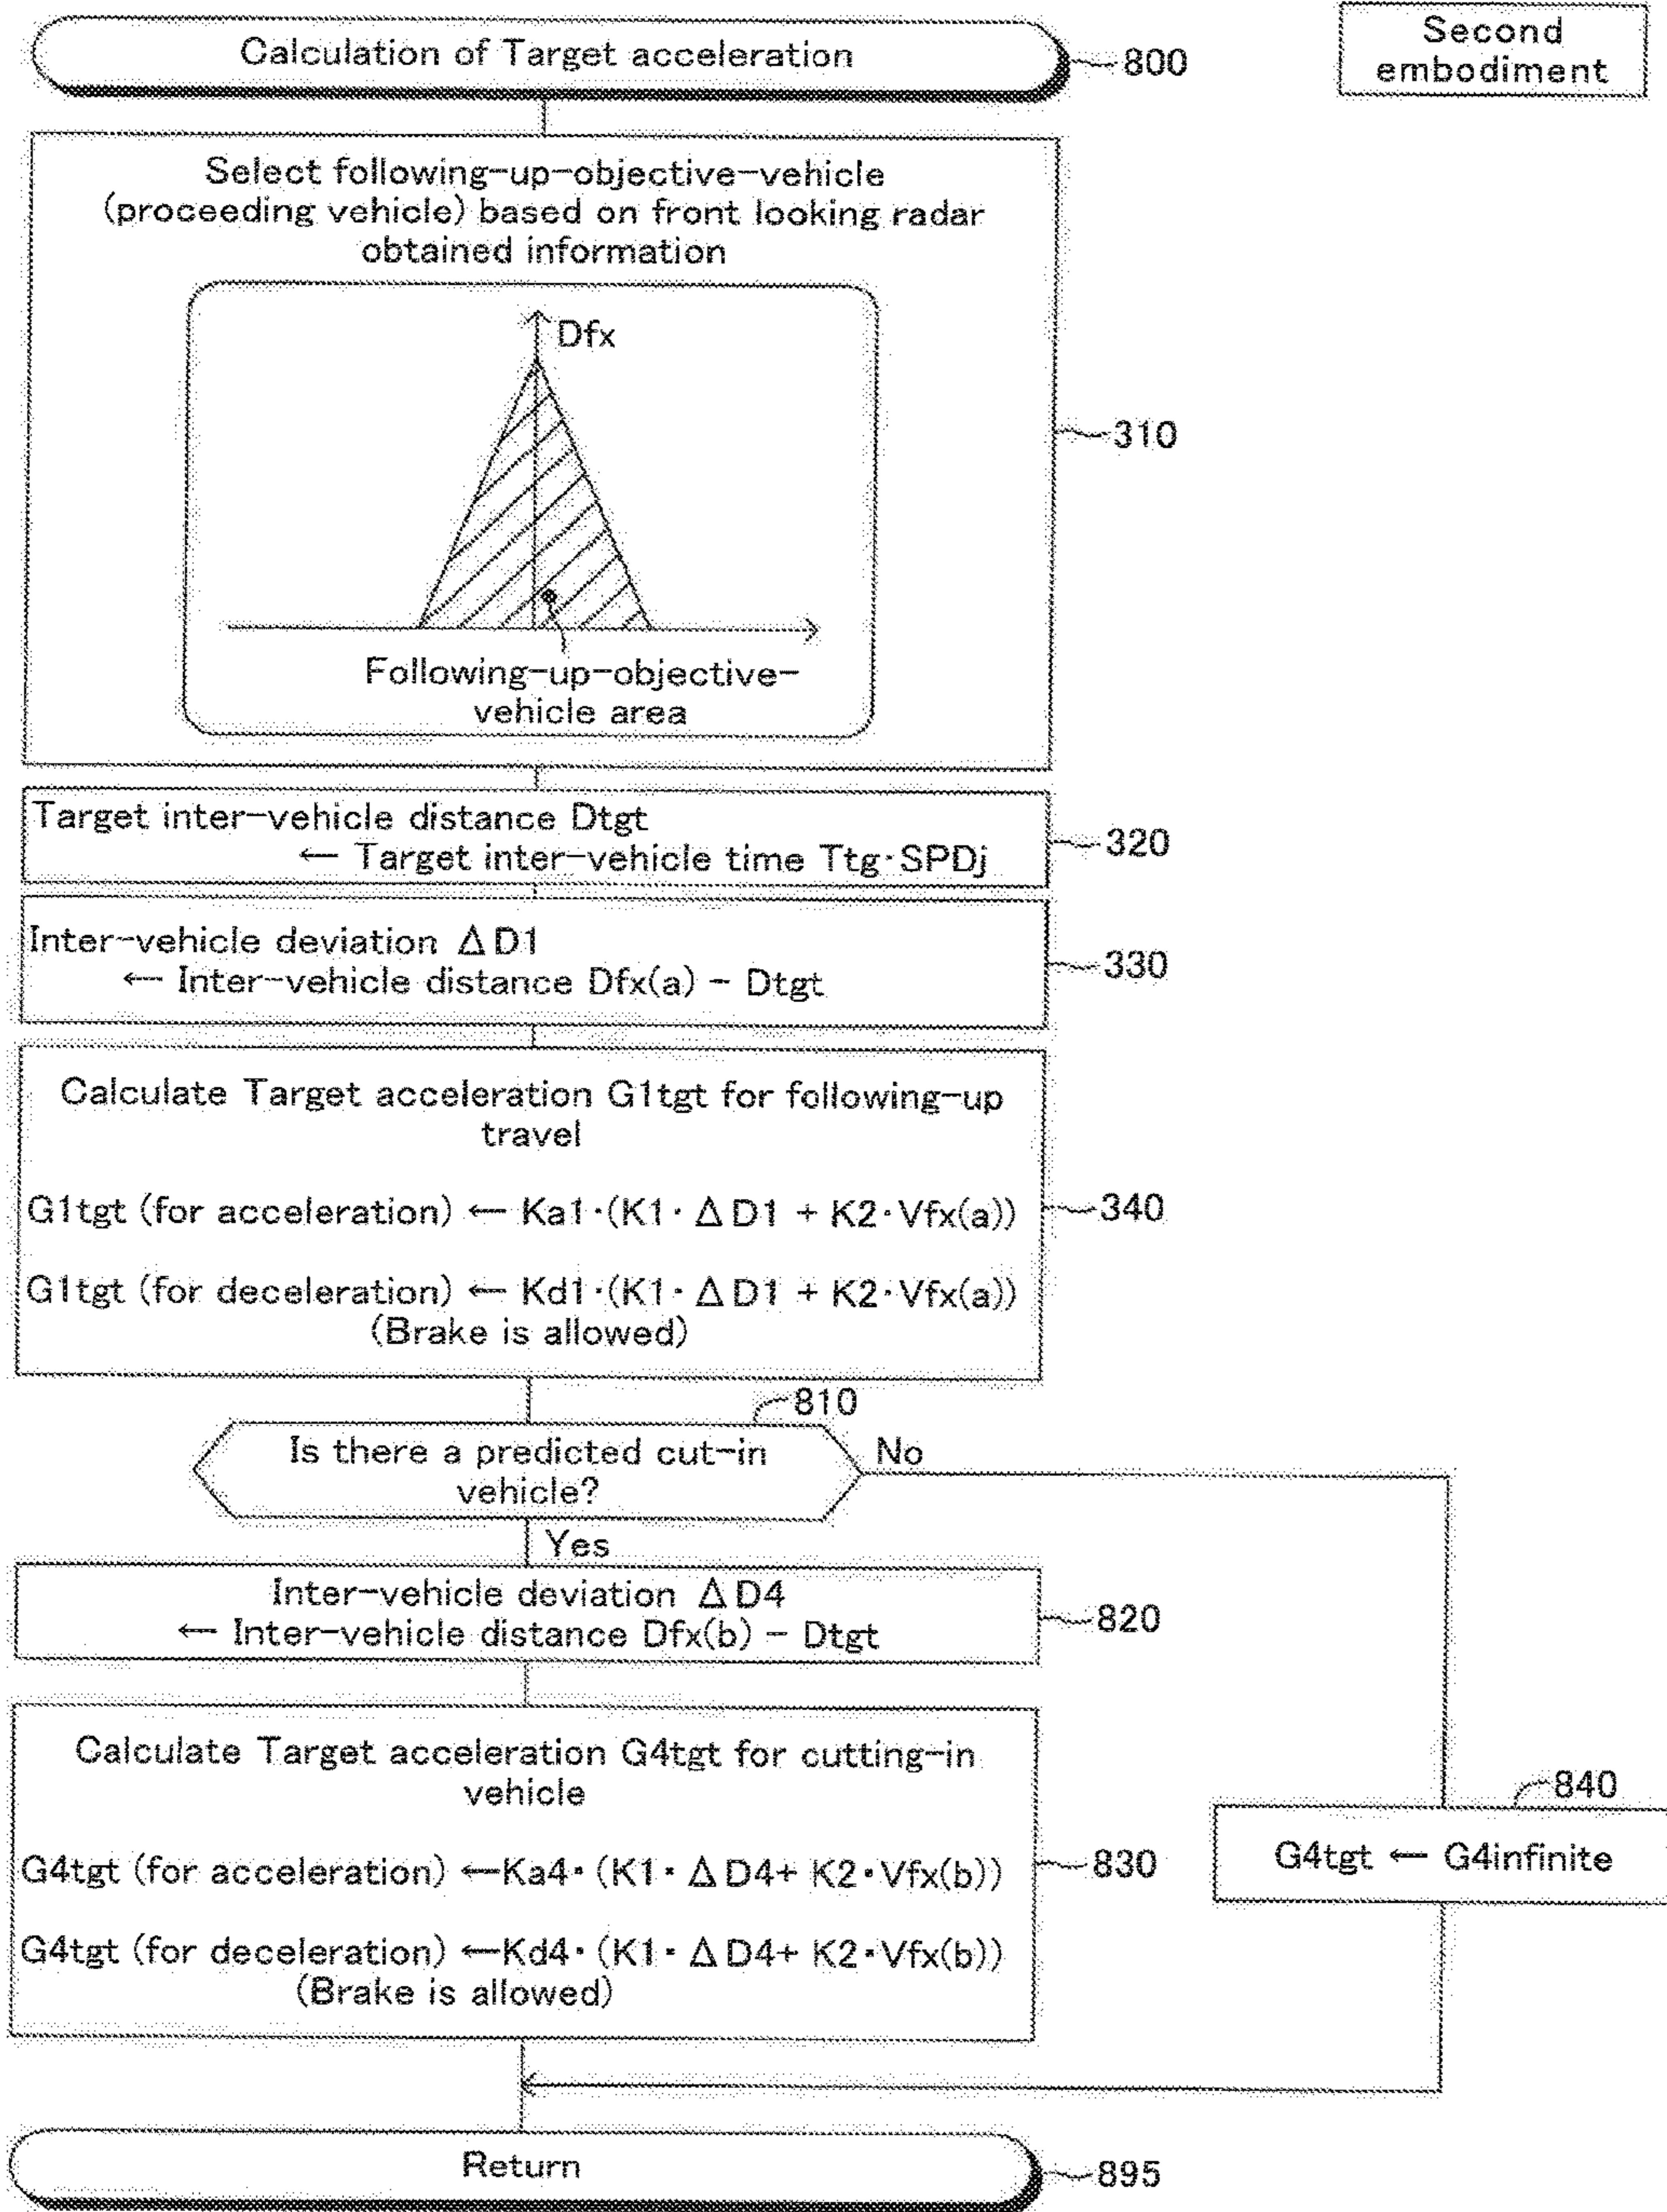 Calculation of Target acceleration
800
Second
embodiment
Select following-up-objective-vehicle
(proceeding vehicle) based on front looking radar
obtained information
Dfx
310
Following-up-objective-
vehicle area
Target inter-vehicle distance Dtgt
← Target inter-vehicle time Ttg·SPDj
320
Inter-vehicle deviation ΔD1
← Inter-vehicle distance Dfx(a) - Dtgt
330
Calculate Target acceleration G1tgt for following-up
travel
G1tgt (for acceleration) ← Ka1·(K1·ΔD1 + K2·Vfx(a))
340
G1tgt (for deceleration) ← Kd1·(K1·ΔD1 + K2·Vfx(a))
(Brake is allowed)
810
Is there a predicted cut-in
vehicle?
No
Yes
Inter-vehicle deviation ΔD4
← Inter-vehicle distance Dfx(b) - Dtgt
820
Calculate Target acceleration G4tgt for cutting-in
vehicle
840
G4tgt ← G4infinite
G4tgt (for acceleration) ←Ka4·(K1·ΔD4+ K2·Vfx(b))
830
G4tgt (for deceleration) ←Kd4·(K1·ΔD4+ K2·Vfx(b))
(Brake is allowed)
Return
895